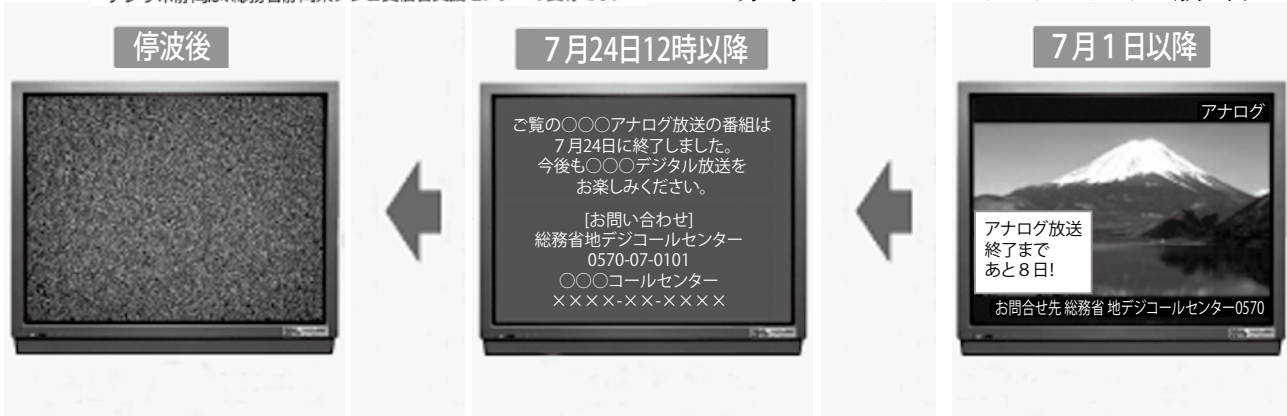 7月1日以降
アナログ
アナログ放送
終了まで
あと8日!
お問合せ先 総務省 地デジコールセンター0570
7月24日12時以降
ご覧の○○○アナログ放送の番組は
7月24日に終了しました。
今後も○○○デジタル放送を
お楽しみください。
[お問い合わせ]
総務省地デジコールセンター
0570-07-0101
○○○コールセンター
××××-××-××××
停波後